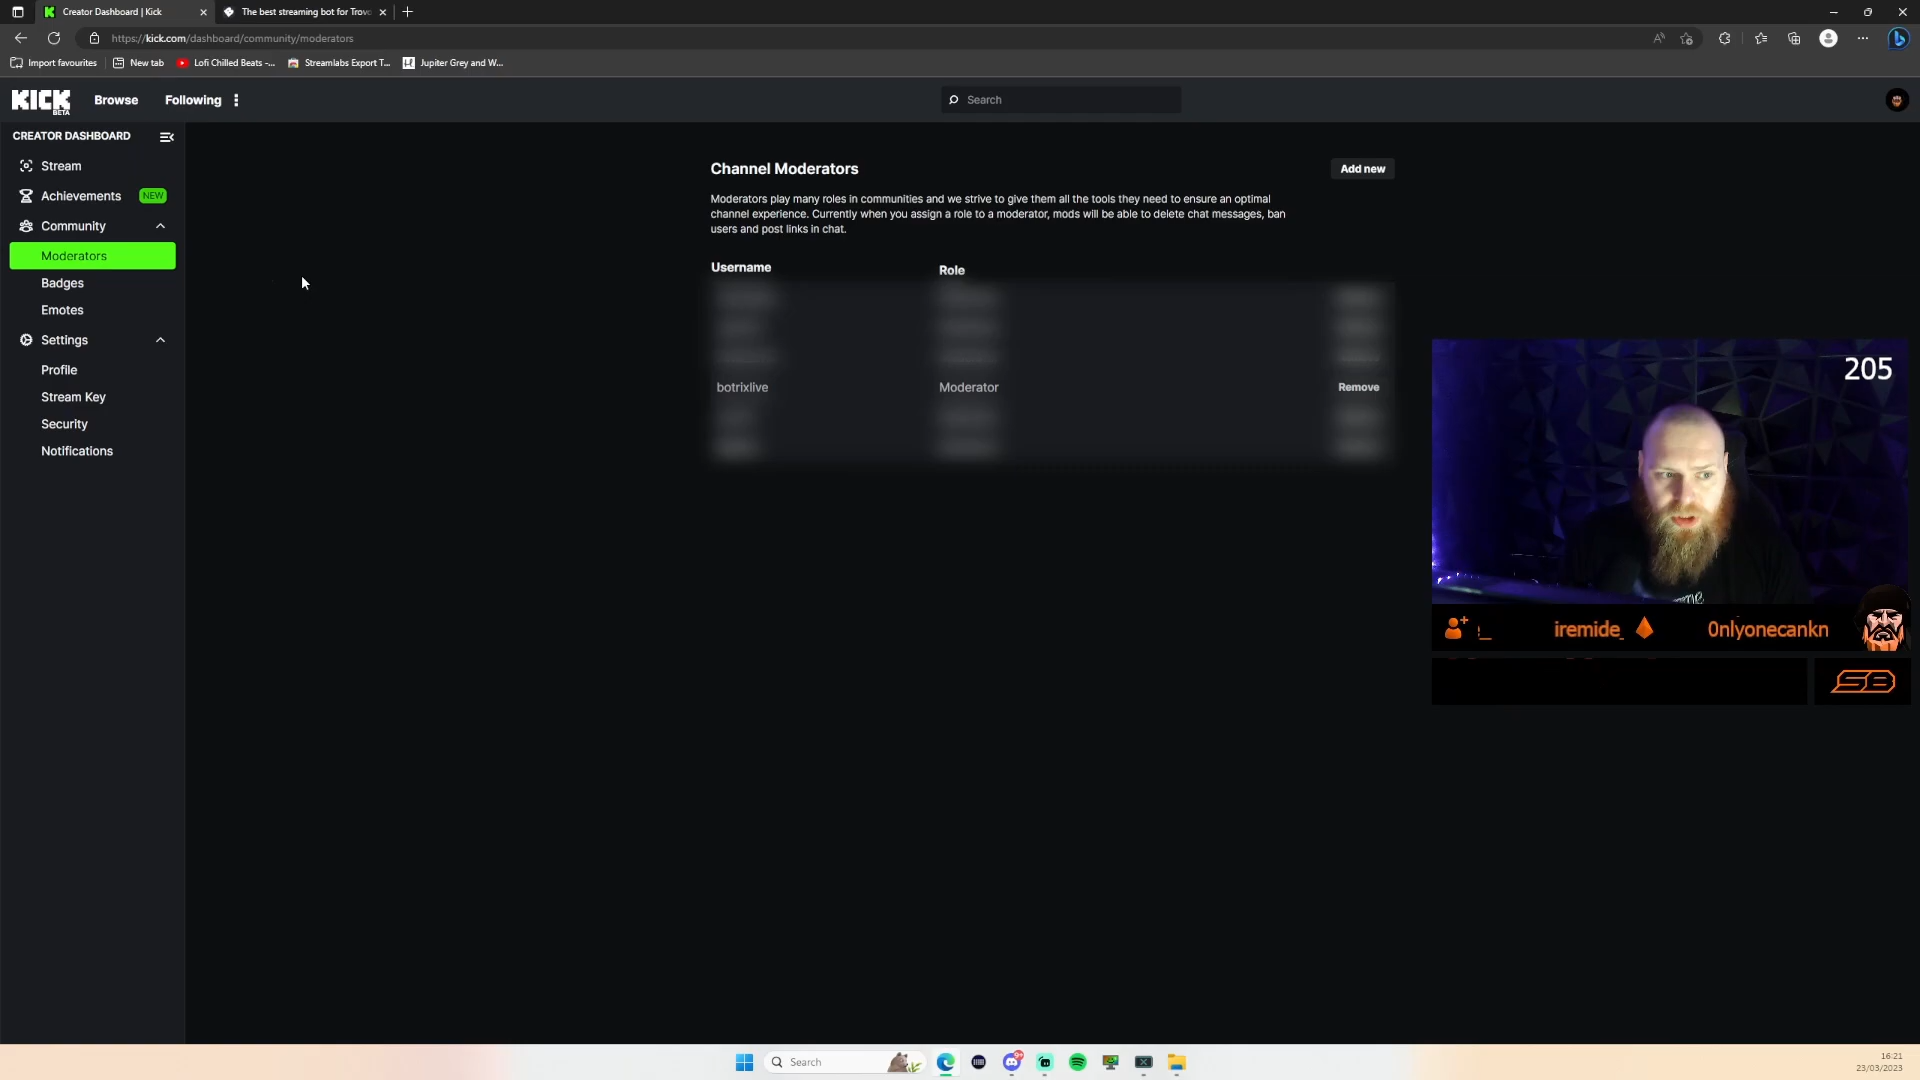 Creator Dashboard | Kick
The best streaming bot for Trovo
https://kick.com/dashboard/community/moderators
Import favourites
New tab
Lofi Chilled Beats -...
Streamlabs Export T...
Jupiter Grey and W...
KICK
BETA
Browse
Following
Search
CREATOR DASHBOARD
Stream
Achievements
NEW
Community
Moderators
Badges
Emotes
Settings
Profile
Stream Key
Security
Notifications
Channel Moderators
Add new
Moderators play many roles in communities and we strive to give them all the tools they need to ensure an optimal
channel experience. Currently when you assign a role to a moderator, mods will be able to delete chat messages, ban
users and post links in chat.
Username
Role
botrixlive
Moderator
Remove
205
iremide_
0nlyonecankn
SB
Search
16:21
23/03/2023